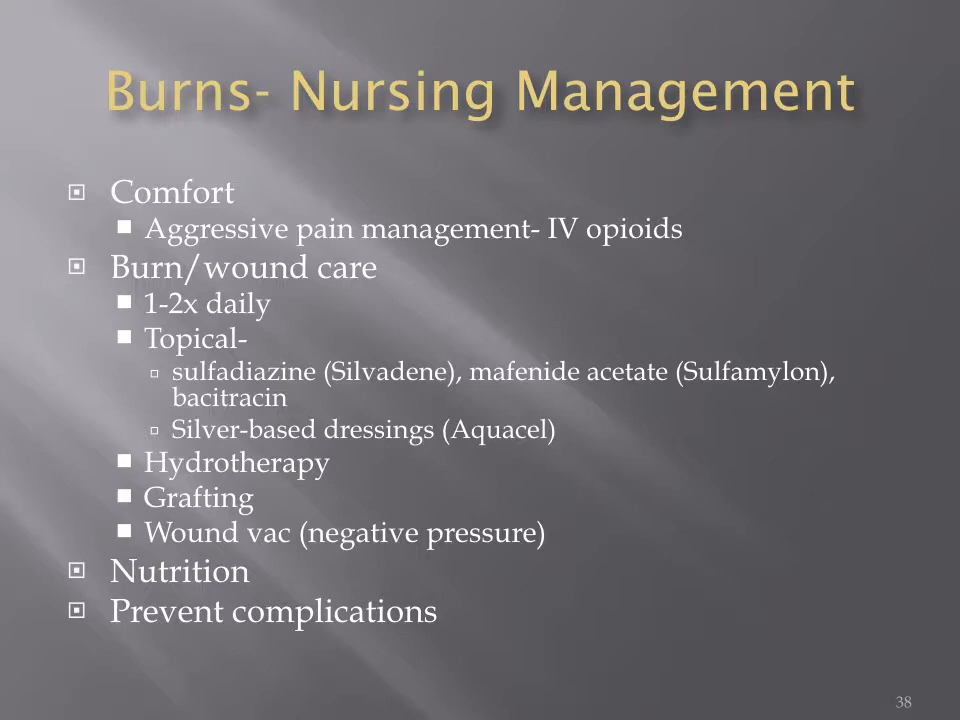 Burns- Nursing Management
Comfort
Aggressive pain management- IV opioids
Burn/wound care
1-2x daily
Topical-
sulfadiazine (Silvadene), mafenide acetate (Sulfamylon),
bacitracin
Silver-based dressings (Aquacel)
Hydrotherapy
Grafting
Wound vac (negative pressure)
Nutrition
Prevent complications
38